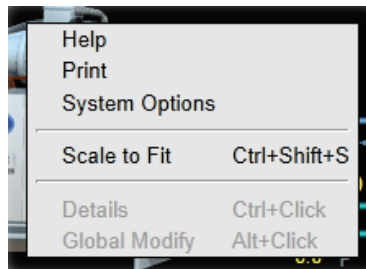 Help
Print
System Options
Scale to Fit Ctrl+Shift+S
Details Ctrl+Click
Global Modify Alt+Click